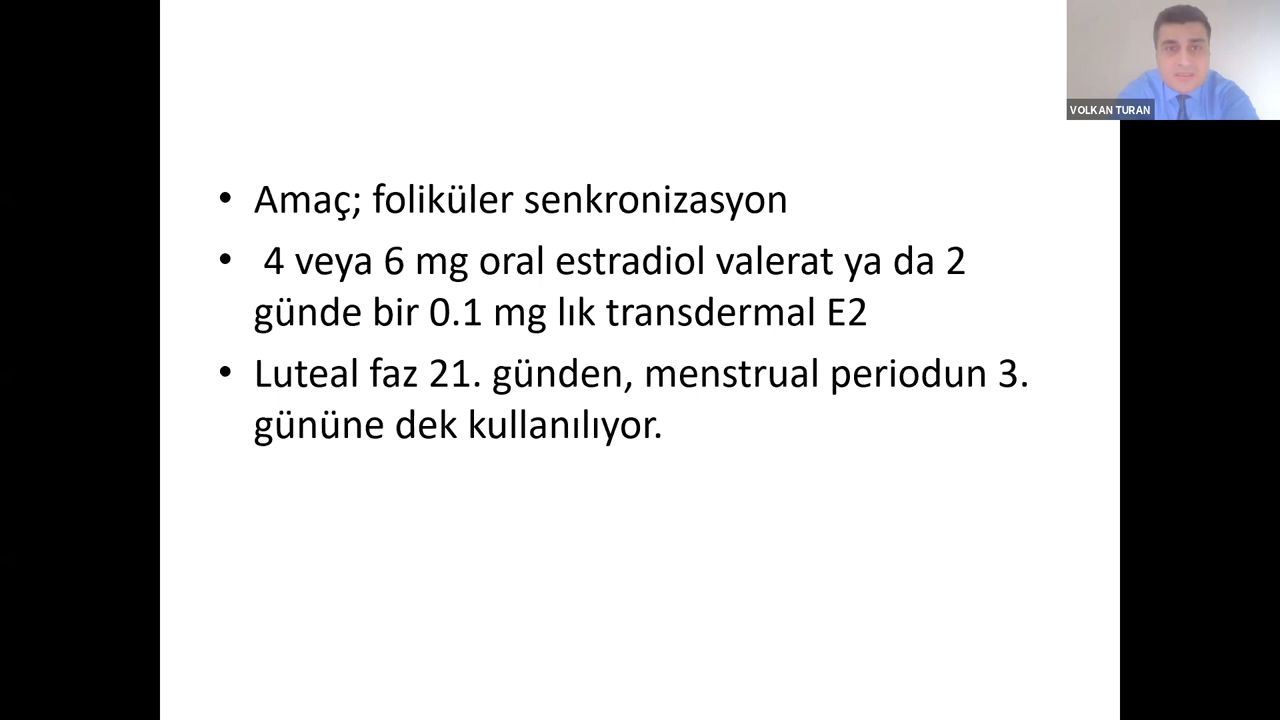 VOLKAN TURAN
• Amaç; foliküler senkronizasyon
• 4 veya 6 mg oral estradiol valerat ya da 2
günde bir 0.1 mg lık transdermal E2
• Luteal faz 21. günden, menstrual periodun 3.
gününe dek kullanılıyor.